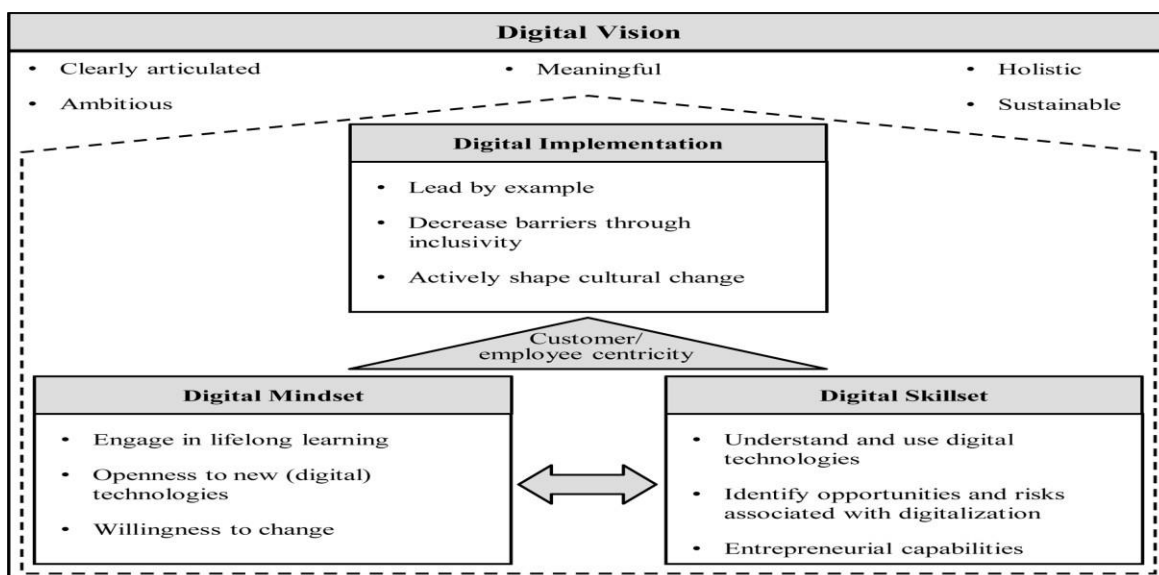 Digital Vision
• Clearly articulated
• Meaningful
• Holistic
• Ambitious
• Sustainable
Digital Implementation
• Lead by example
• Decrease barriers through
inclusivity
• Actively shape cultural change
Customer/
employee centricity
Digital Mindset
• Engage in lifelong learning
• Openness to new (digital)
technologies
• Willingness to change
Digital Skillset
• Understand and use digital
technologies
• Identify opportunities and risks
associated with digitalization
• Entrepreneurial capabilities